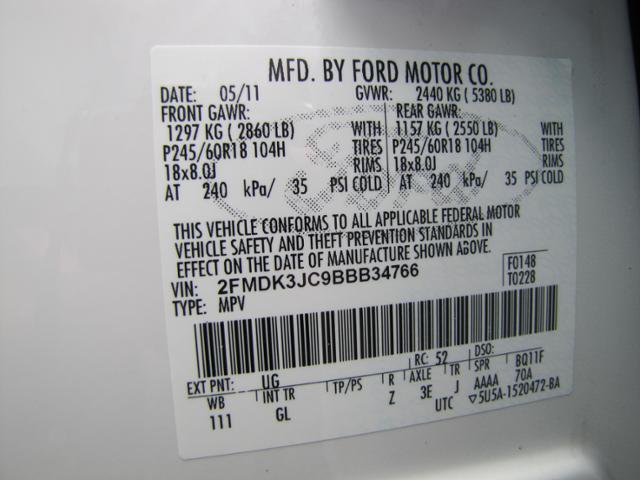 MFD. BY FORD MOTOR CO.
DATE: 05/11 GVWR: 2440 KG ( 5380 LB)
FRONT GAWR: REAR GAWR:
1297 KG ( 2860 LB) WITH 1157 KG ( 2550 LB) WITH
P245/60R18 104H TIRES P245/60R18 104H TIRES
18x8.0J RIMS 18x8.0J RIMS
AT 240 kPa/ 35 PSI COLD AT 240 kPa/ 35 PSI COLD
THIS VEHICLE CONFORMS TO ALL APPLICABLE FEDERAL MOTOR
VEHICLE SAFETY AND THEFT PREVENTION STANDARDS IN
EFFECT ON THE DATE OF MANUFACTURE SHOWN ABOVE.
VIN: 2FMDK3JC9BBB34766 F0148
TYPE: MPV T0228
EXT PNT: UG RC: 52 DSO:
WB INT TR TP/PS R AXLE TR SPR BQ11F
111 GL Z 3E J AAAA 70A
UTC ▽5U5A-1520472-BA